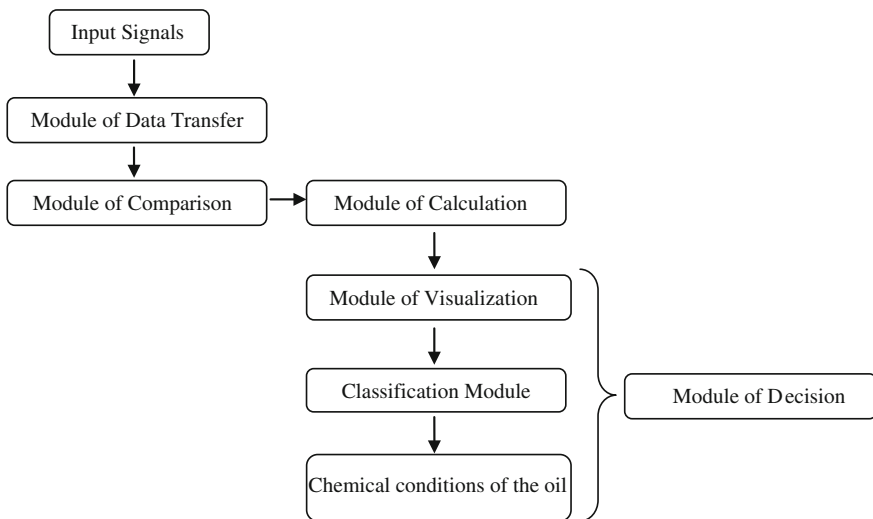 Input Signals
Module of Data Transfer
Module of Comparison
Module of Calculation
Module of Visualization
Classification Module
Module of Decision
Chemical conditions of the oil